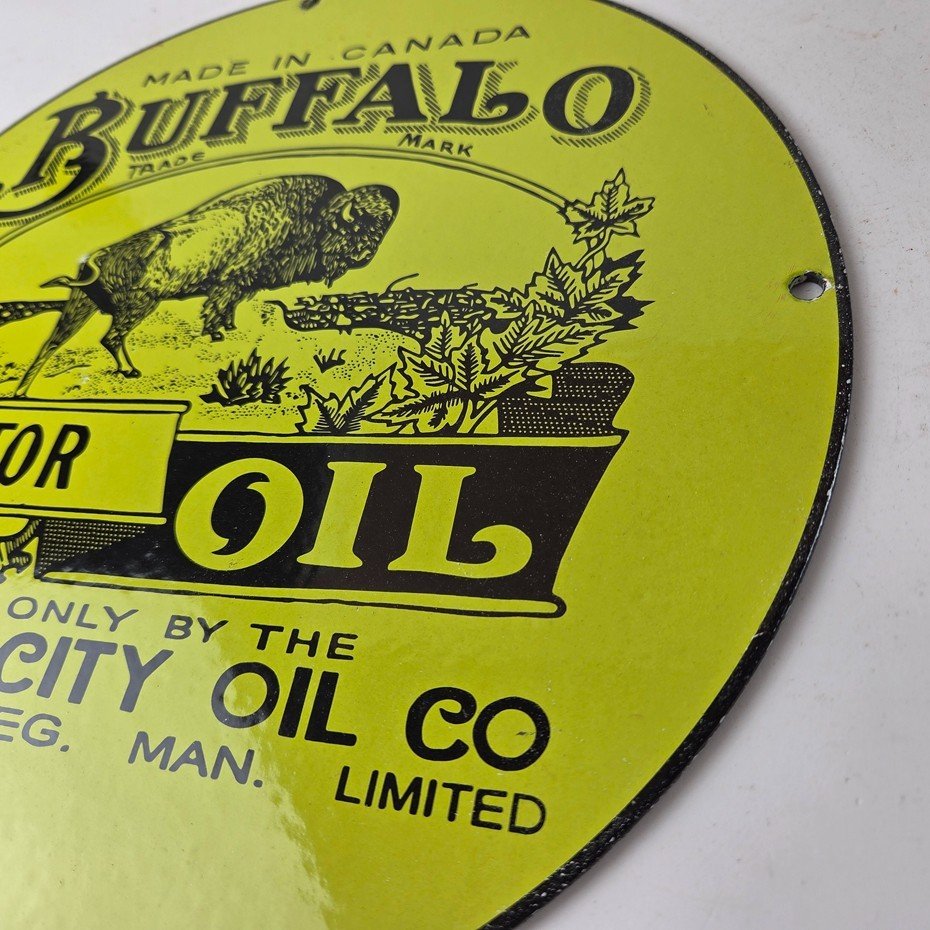 MADE IN CANADA
BUFFALO
TRADE MARK
TOR
OIL
ONLY BY THE
CITY OIL CO
EG. MAN. LIMITED